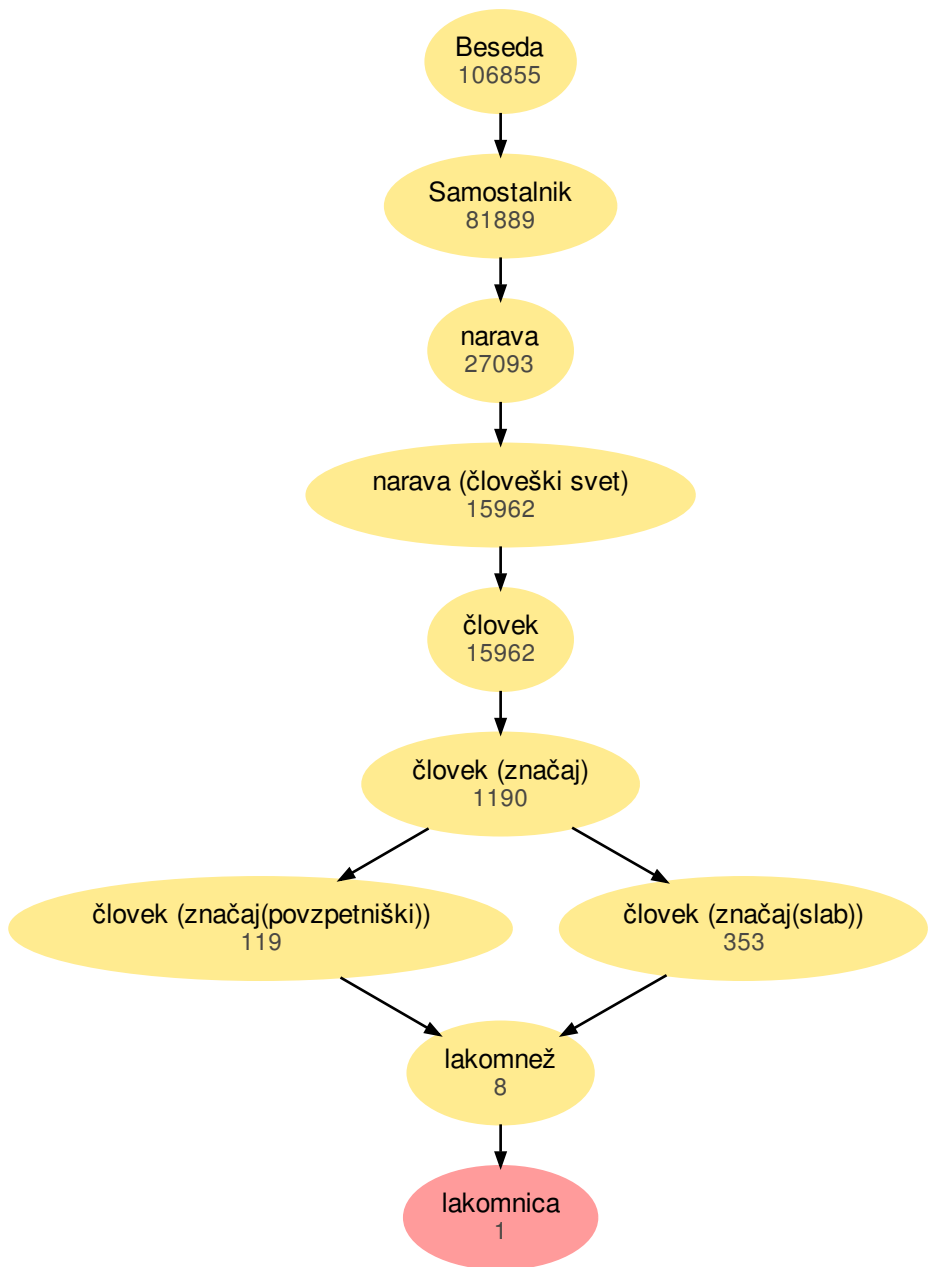 Beseda
106855
Samostalnik
81889
narava
27093
narava (človeški svet)
15962
človek
15962
človek (značaj)
1190
človek (značaj(povzpetniški))
119
človek (značaj(slab))
353
lakomnež
8
lakomnica
1